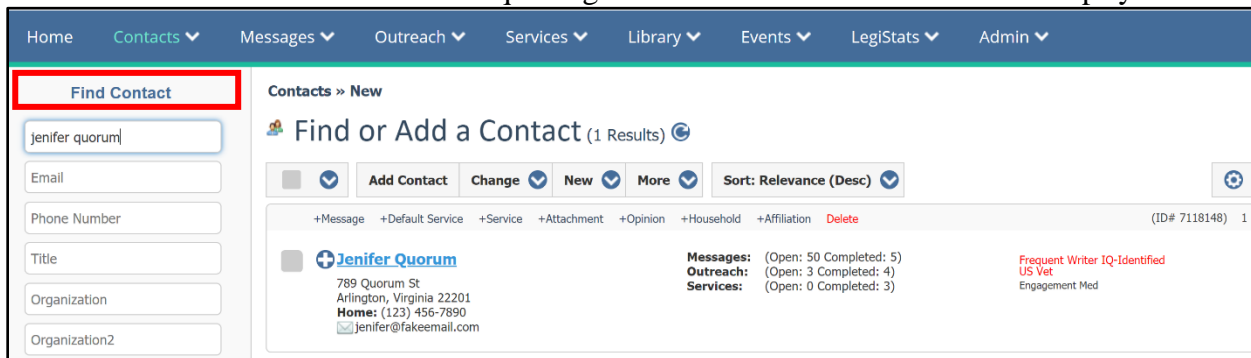 Home Contacts Messages Outreach Services Library Events LegiStats Admin
Find Contact
jenifer quorum
Email
Phone Number
Title
Organization
Organization2
Contacts » New
Find or Add a Contact (1 Results)
Add Contact Change New More Sort: Relevance (Desc)
+Message +Default Service +Service +Attachment +Opinion +Household +Affiliation Delete (ID# 7118148) 1
Jenifer Quorum
789 Quorum St
Arlington, Virginia 22201
Home: (123) 456-7890
jenifer@fakeemail.com
Messages: (Open: 50 Completed: 5)
Outreach: (Open: 3 Completed: 4)
Services: (Open: 0 Completed: 3)
Frequent Writer IQ-Identified
US Vet
Engagement Med